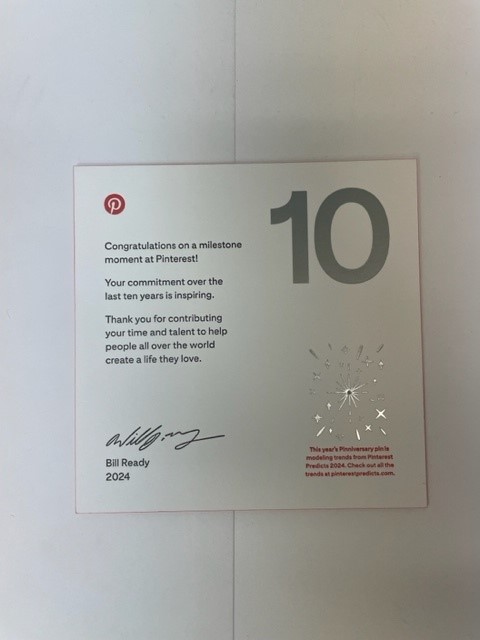 10
Congratulations on a milestone
moment at Pinterest!
Your commitment over the
last ten years is inspiring.
Thank you for contributing
your time and talent to help
people all over the world
create a life they love.
Bill Ready
2024
This year's Pinniversary pin is
modeling trends from Pinterest
Predicts 2024. Check out all the
trends at pinterestpredicts.com.